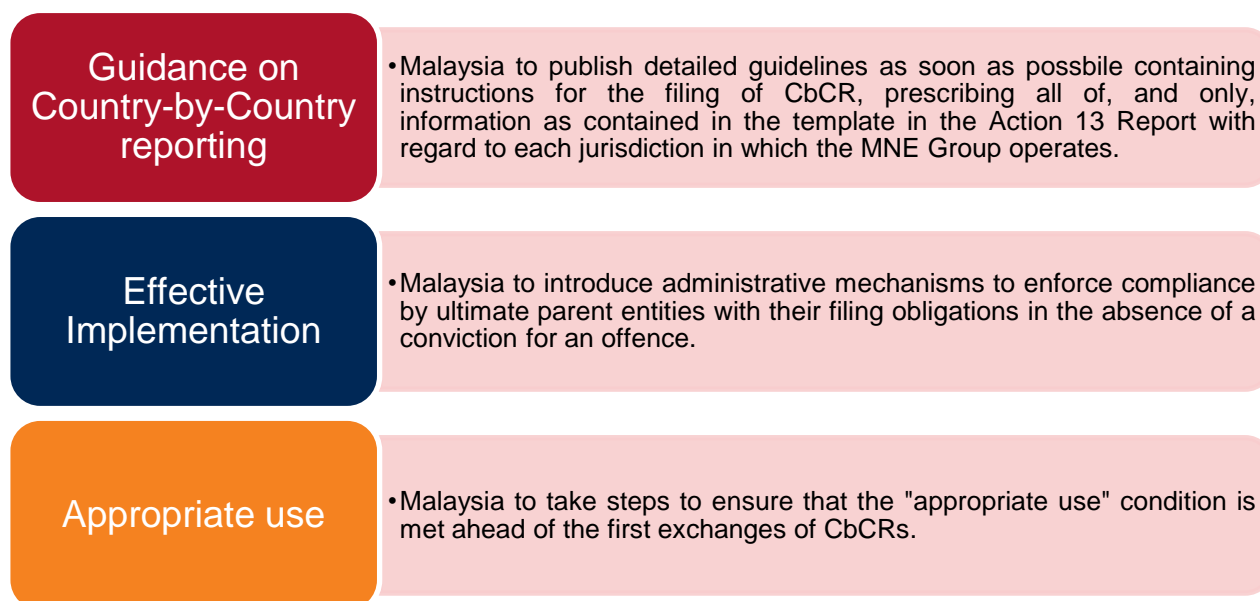 Guidance on
Country-by-Country
reporting
•Malaysia to publish detailed guidelines as soon as possbile containing
instructions for the filing of CbCR, prescribing all of, and only,
information as contained in the template in the Action 13 Report with
regard to each jurisdiction in which the MNE Group operates.
Effective
Implementation
•Malaysia to introduce administrative mechanisms to enforce compliance
by ultimate parent entities with their filing obligations in the absence of a
conviction for an offence.
Appropriate use
•Malaysia to take steps to ensure that the "appropriate use" condition is
met ahead of the first exchanges of CbCRs.